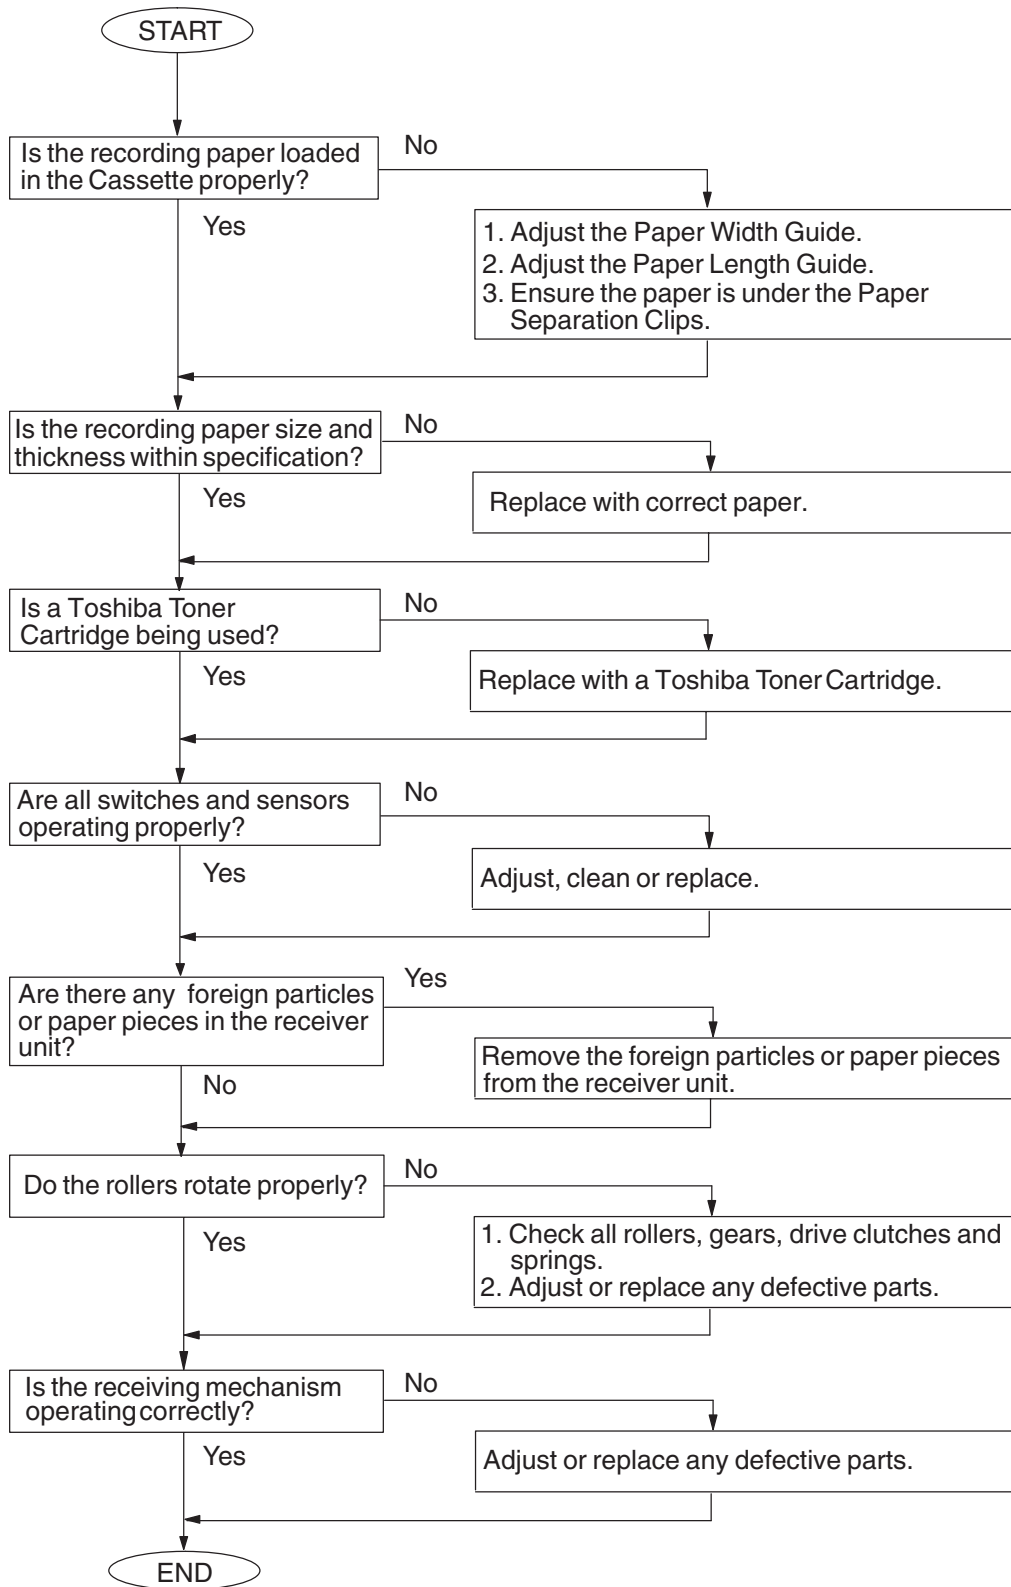 START
Is the recording paper loaded
in the Cassette properly?
No
Yes
1. Adjust the Paper Width Guide.
2. Adjust the Paper Length Guide.
3. Ensure the paper is under the Paper
Separation Clips.
Is the recording paper size and
thickness within specification?
No
Yes
Replace with correct paper.
Is a Toshiba Toner
Cartridge being used?
No
Yes
Replace with a Toshiba Toner Cartridge.
Are all switches and sensors
operating properly?
No
Yes
Adjust, clean or replace.
Are there any foreign particles
or paper pieces in the receiver
unit?
Yes
No
Remove the foreign particles or paper pieces
from the receiver unit.
Do the rollers rotate properly?
No
Yes
1. Check all rollers, gears, drive clutches and
springs.
2. Adjust or replace any defective parts.
Is the receiving mechanism
operating correctly?
No
Yes
Adjust or replace any defective parts.
END